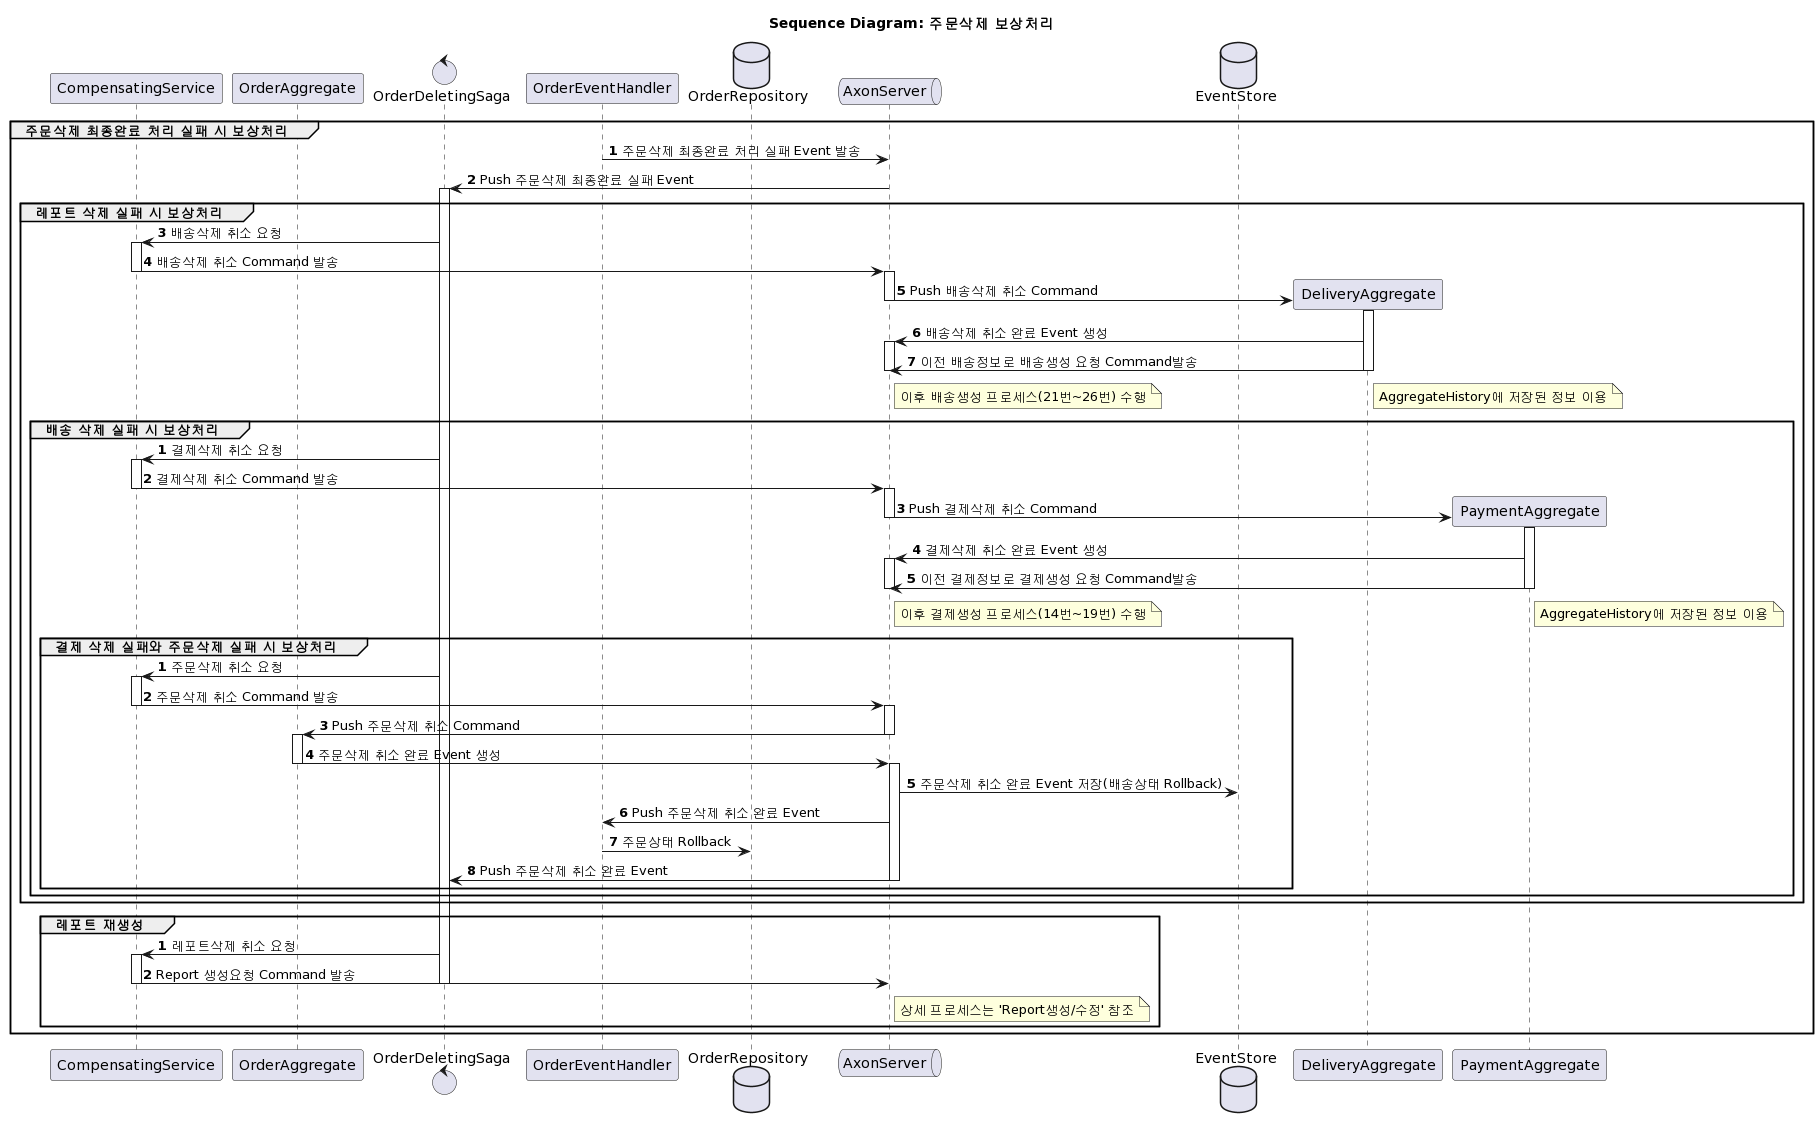 Sequence Diagram: 주문삭제 보상처리
CompensatingService
OrderAggregate
OrderDeletingSaga
OrderEventHandler
OrderRepository
AxonServer
EventStore
주문삭제 최종완료 처리 실패 시 보상처리
1 주문삭제 최종완료 처리 실패 Event 발송
2 Push 주문삭제 최종완료 실패 Event
레포트 삭제 실패 시 보상처리
3 배송삭제 취소 요청
4 배송삭제 취소 Command 발송
5 Push 배송삭제 취소 Command
DeliveryAggregate
6 배송삭제 취소 완료 Event 생성
7 이전 배송정보로 배송생성 요청 Command발송
이후 배송생성 프로세스(21번~26번) 수행
AggregateHistory에 저장된 정보 이용
배송 삭제 실패 시 보상처리
1 결제삭제 취소 요청
2 결제삭제 취소 Command 발송
3 Push 결제삭제 취소 Command
PaymentAggregate
4 결제삭제 취소 완료 Event 생성
5 이전 결제정보로 결제생성 요청 Command발송
이후 결제생성 프로세스(14번~19번) 수행
AggregateHistory에 저장된 정보 이용
결제 삭제 실패와 주문삭제 실패 시 보상처리
1 주문삭제 취소 요청
2 주문삭제 취소 Command 발송
3 Push 주문삭제 취소 Command
4 주문삭제 취소 완료 Event 생성
5 주문삭제 취소 완료 Event 저장(배송상태 Rollback)
6 Push 주문삭제 취소 완료 Event
7 주문상태 Rollback
8 Push 주문삭제 취소 완료 Event
레포트 재생성
1 레포트삭제 취소 요청
2 Report 생성요청 Command 발송
상세 프로세스는 'Report생성/수정' 참조
CompensatingService
OrderAggregate
OrderDeletingSaga
OrderEventHandler
OrderRepository
AxonServer
EventStore
DeliveryAggregate
PaymentAggregate